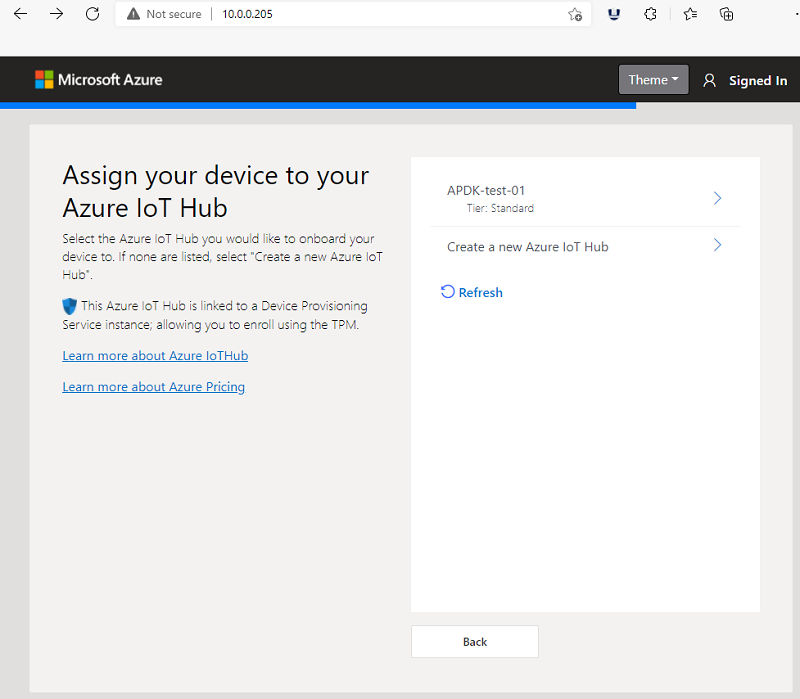 Not secure
10.0.0.205
Microsoft Azure
Theme
Signed In
Assign your device to your
Azure IoT Hub
Select the Azure IoT Hub you would like to onboard your
device to. If none are listed, select "Create a new Azure IoT
Hub".
This Azure IoT Hub is linked to a Device Provisioning
Service instance; allowing you to enroll using the TPM.
Learn more about Azure IoTHub
Learn more about Azure Pricing
APDK-test-01
Tier: Standard
Create a new Azure IoT Hub
Refresh
Back